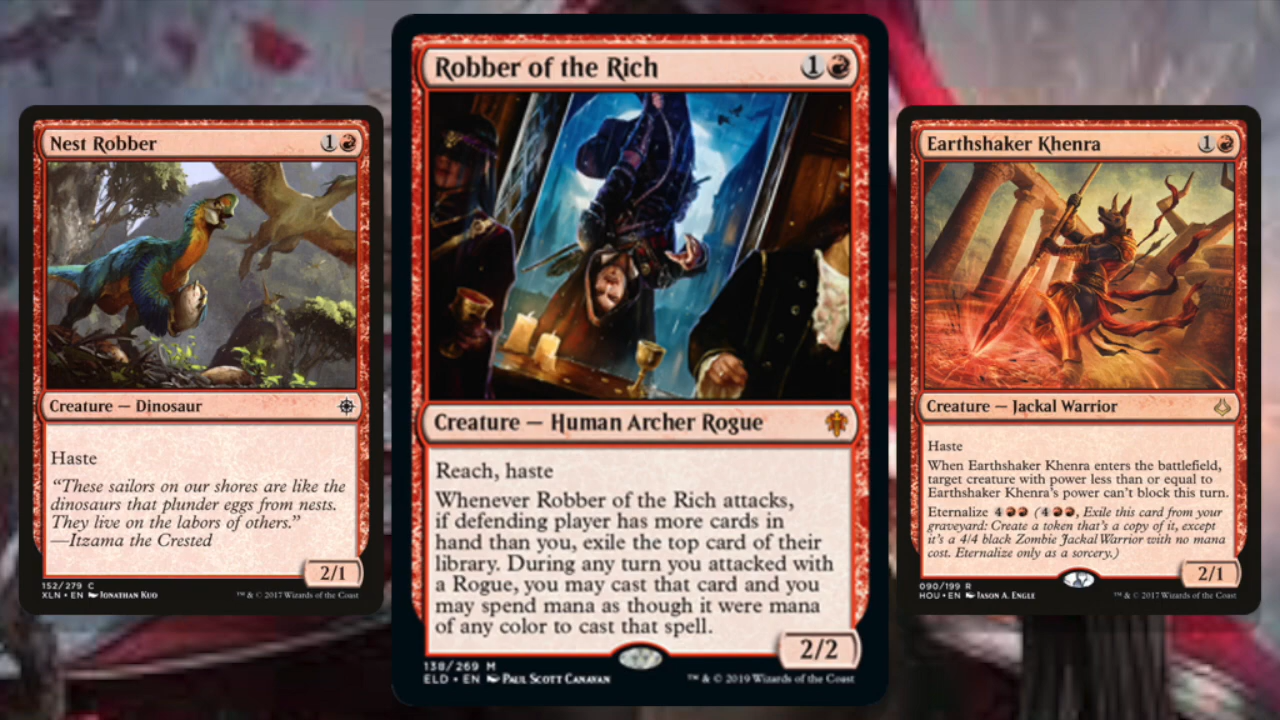 Nest Robber 1
Creature — Dinosaur
Haste
“These sailors on our shores are like the
dinosaurs that plunder eggs from nests.
They live on the labors of others.”
—Itzama the Crested
2/1
152/279 C
XLN • EN Jonathan Kuo
™ & © 2017 Wizards of the Coast
Robber of the Rich 1
Creature — Human Archer Rogue
Reach, haste
Whenever Robber of the Rich attacks,
if defending player has more cards in
hand than you, exile the top card of their
library. During any turn you attacked with
a Rogue, you may cast that card and you
may spend mana as though it were mana
of any color to cast that spell.
2/2
138/269 M
ELD • EN Paul Scott Canavan
™ & © 2019 Wizards of the Coast
Earthshaker Khenra 1
Creature — Jackal Warrior
Haste
When Earthshaker Khenra enters the battlefield,
target creature with power less than or equal to
Earthshaker Khenra’s power can’t block this turn.
Eternalize 4 (4, Exile this card from your
graveyard: Create a token that’s a copy of it, except
it’s a 4/4 black Zombie Jackal Warrior with no mana
cost. Eternalize only as a sorcery.)
2/1
090/199 R
HOU • EN Jason A. Engle
™ & © 2017 Wizards of the Coast